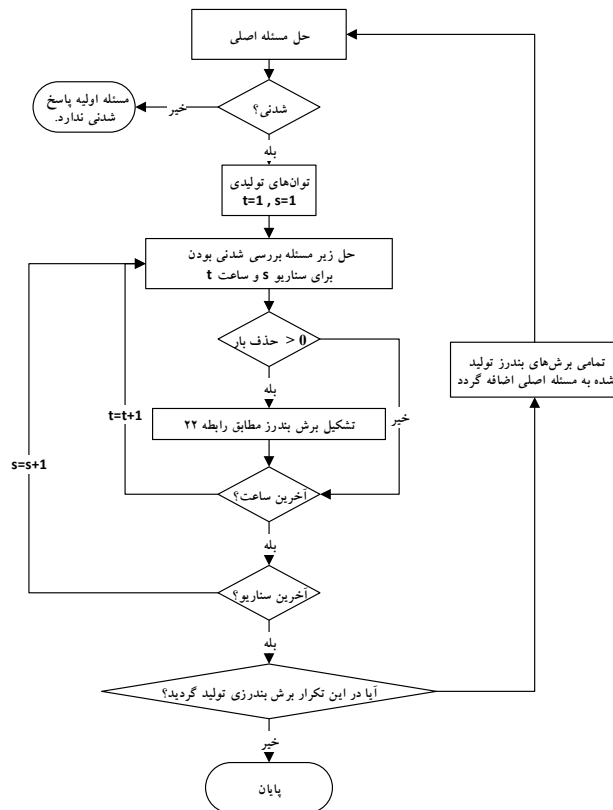 حل مسئله اصلی
شدنی؟
خیر
مسئله اولیه پاسخ
شدنی ندارد.
بله
توان‌های تولیدی
t=1 , s=1
حل زیر مسئله بررسی شدنی بودن
برای سناریو s و ساعت t
حذف بار > 0
خیر
بله
تشکیل برش بندرز مطابق رابطه ۲۲
t=t+1
آخرین ساعت؟
s=s+1
بله
آخرین سناریو؟
بله
آیا در این تکرار برش بندرزی تولید گردید؟
تمامی برش‌های بندرز تولید
شده به مسئله اصلی اضافه گردد
خیر
پایان